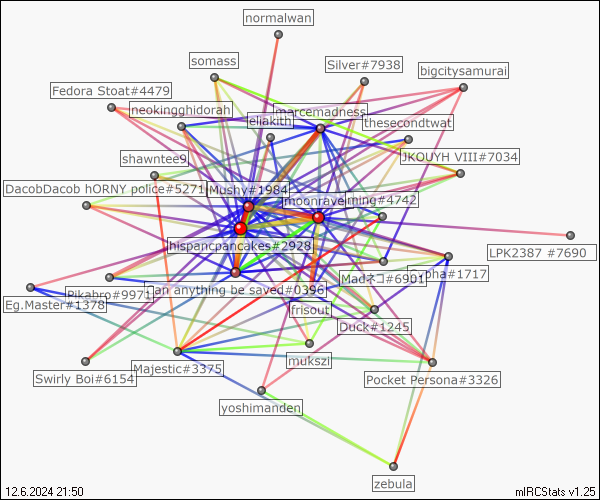 normalwan
somass
Silver#7938
bigcitysamurai
Fedora Stoat#4479
neokingghidorah
marcemadness
eliakith
thesecondtwat
shawntee9
JKOUYH VIII#7034
DacobDacob hORNY police#5271
Mushy#1984
moonrave
ming#4742
hispancpancakes#2928
LPK2387 #7690
Pikahro#9971
an anything be saved#0396
Madネコ#6901
pha#1717
Eg.Master#1378
frisout
Duck#1245
Swirly Boi#6154
Majestic#3375
mukszi
Pocket Persona#3326
yoshimanden
zebula
12.6.2024 21:50
mIRCStats v1.25